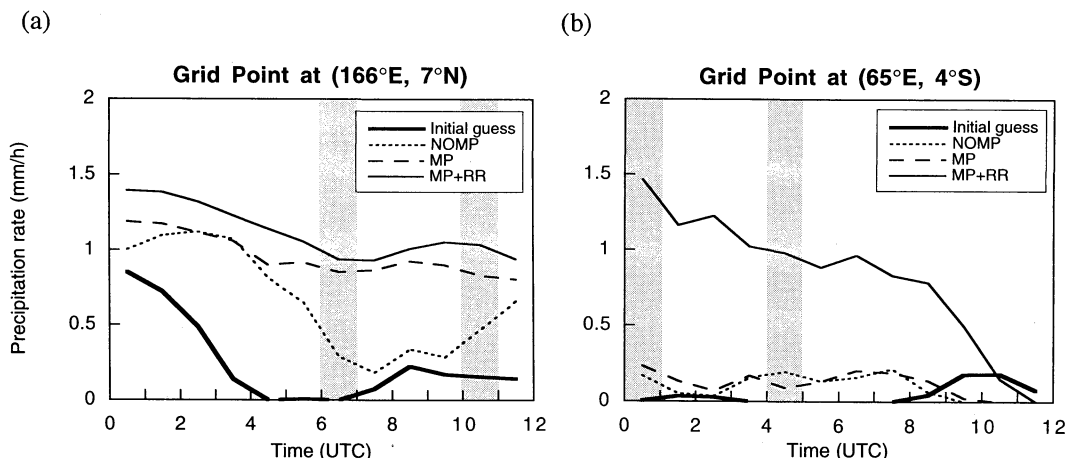 (a)
Grid Point at (166°E, 7°N)
Precipitation rate (mm/h)
2
1.5
1
0.5
0
Initial guess
NOMP
MP
MP+RR
0 2 4 6 8 10 12
Time (UTC)
(b)
Grid Point at (65°E, 4°S)
2
1.5
1
0.5
0
Initial guess
NOMP
MP
MP+RR
0 2 4 6 8 10 12
Time (UTC)